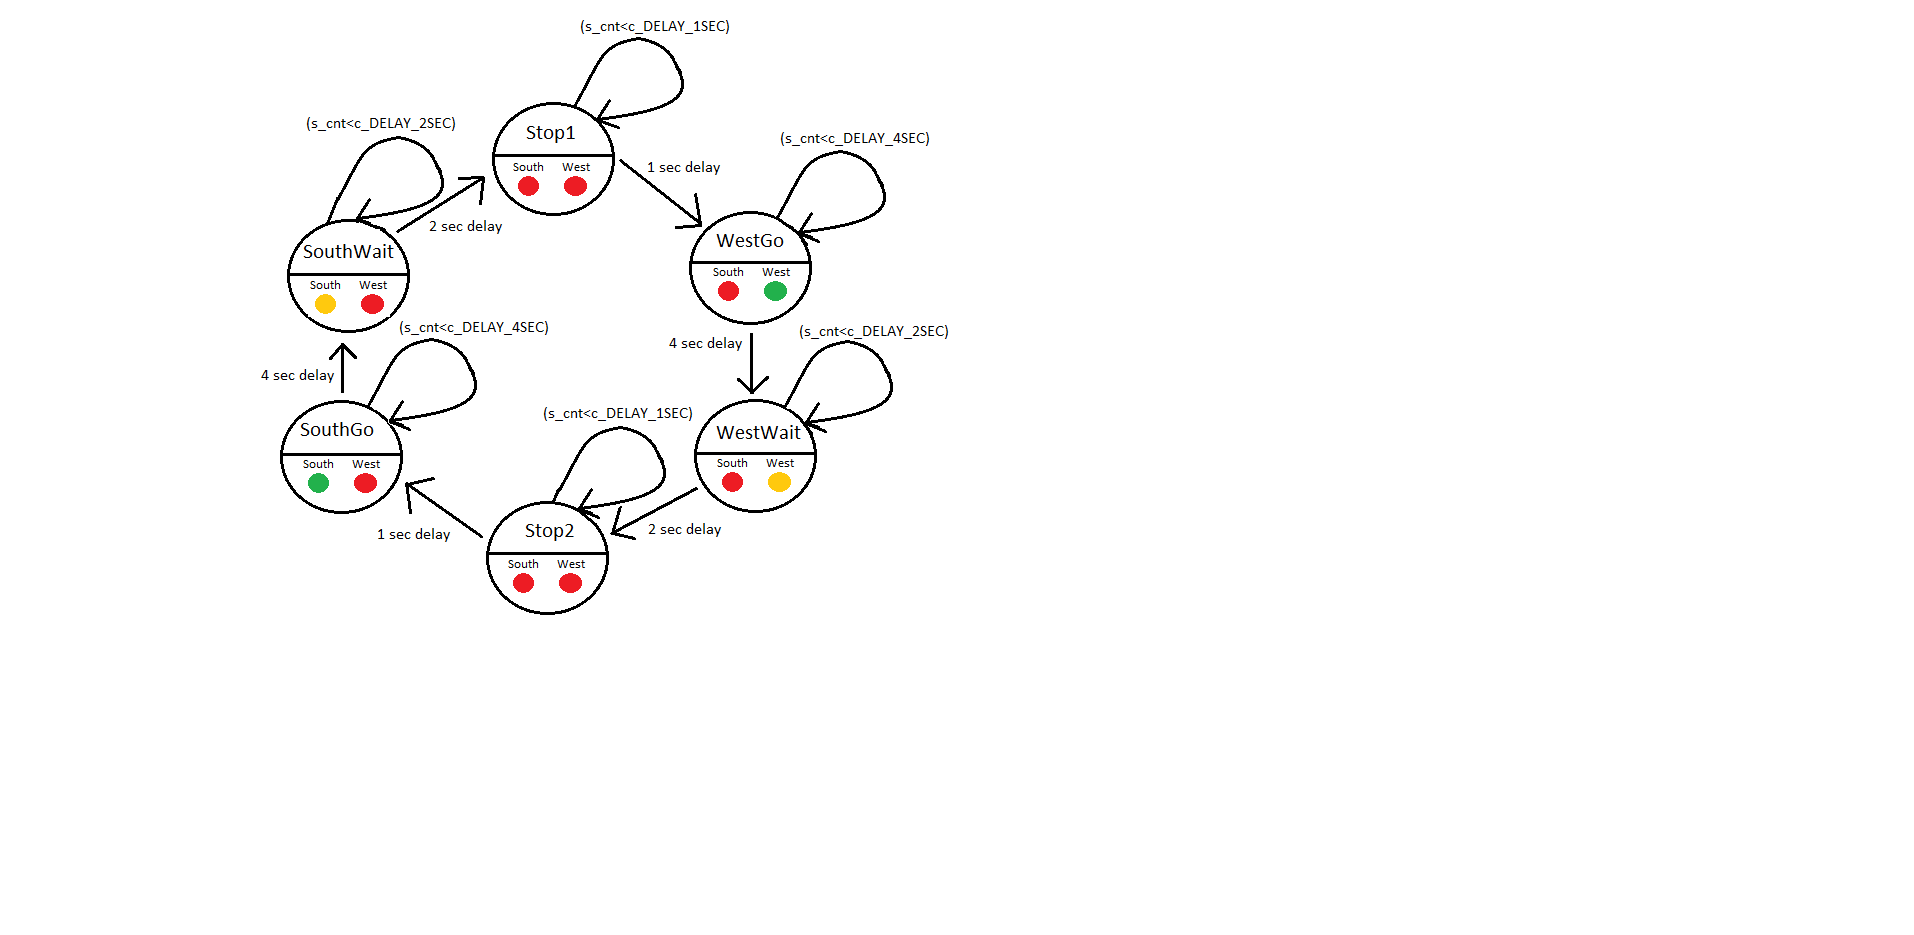 (s_cnt<c_DELAY_1SEC)
Stop1
South West
1 sec delay
(s_cnt<c_DELAY_4SEC)
WestGo
South West
4 sec delay
(s_cnt<c_DELAY_2SEC)
WestWait
South West
2 sec delay
(s_cnt<c_DELAY_1SEC)
Stop2
South West
1 sec delay
(s_cnt<c_DELAY_4SEC)
SouthGo
South West
4 sec delay
(s_cnt<c_DELAY_2SEC)
SouthWait
South West
2 sec delay